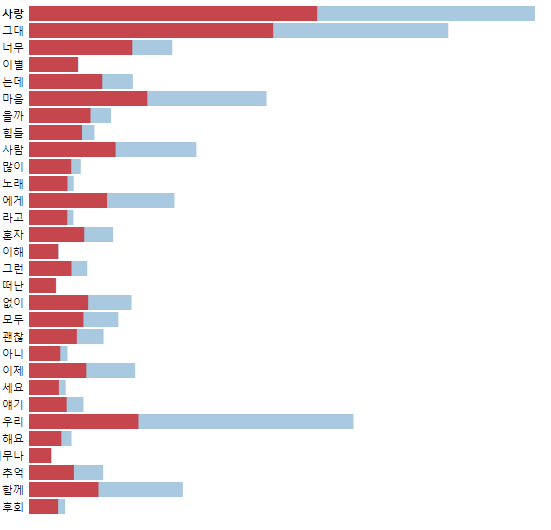 사랑
그대
너무
이별
는데
마음
을까
힘들
사람
많이
노래
에게
라고
혼자
이해
그런
떠난
없이
모두
괜찮
아니
이제
세요
얘기
우리
해요
무나
추억
함께
후회